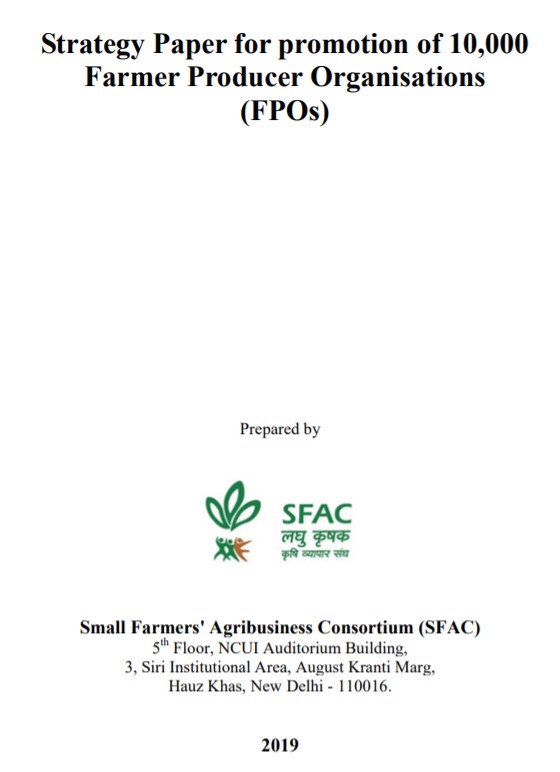 Strategy Paper for promotion of 10,000
Farmer Producer Organisations
(FPOs)
Prepared by
SFAC
लघु कृषक
कृषि व्यापार संघ
Small Farmers' Agribusiness Consortium (SFAC)
5th Floor, NCUI Auditorium Building,
3, Siri Institutional Area, August Kranti Marg,
Hauz Khas, New Delhi - 110016.
2019